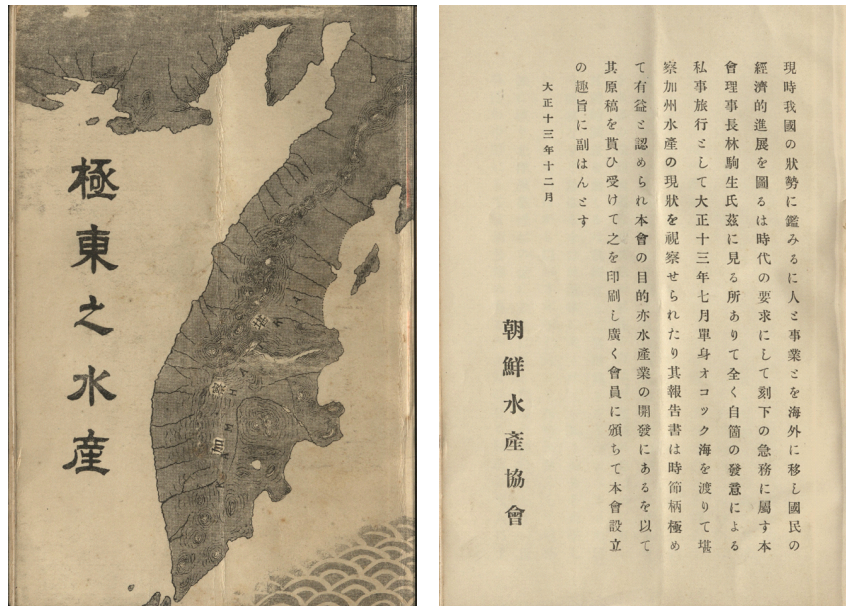 極東之水産
現時我國の狀勢に鑑みるに人と事業とを海外に移し國民の
經濟的進展を圖るは時代の要求にして刻下の急務に屬す本
會理事長林駒生氏茲に見る所ありて全く自箇の發意による
私事旅行として大正十三年七月單身オコック海を渡りて堪
察加州水產の現狀を視察せられたり其報告書は時節柄極め
て有益と認められ本會の目的亦水產業の開發にあるを以て
其原稿を貰ひ受けて之を印刷し廣く會員に頒ちて本會設立
の趣旨に副はんとす
大正十三年十二月
朝鮮水產協會